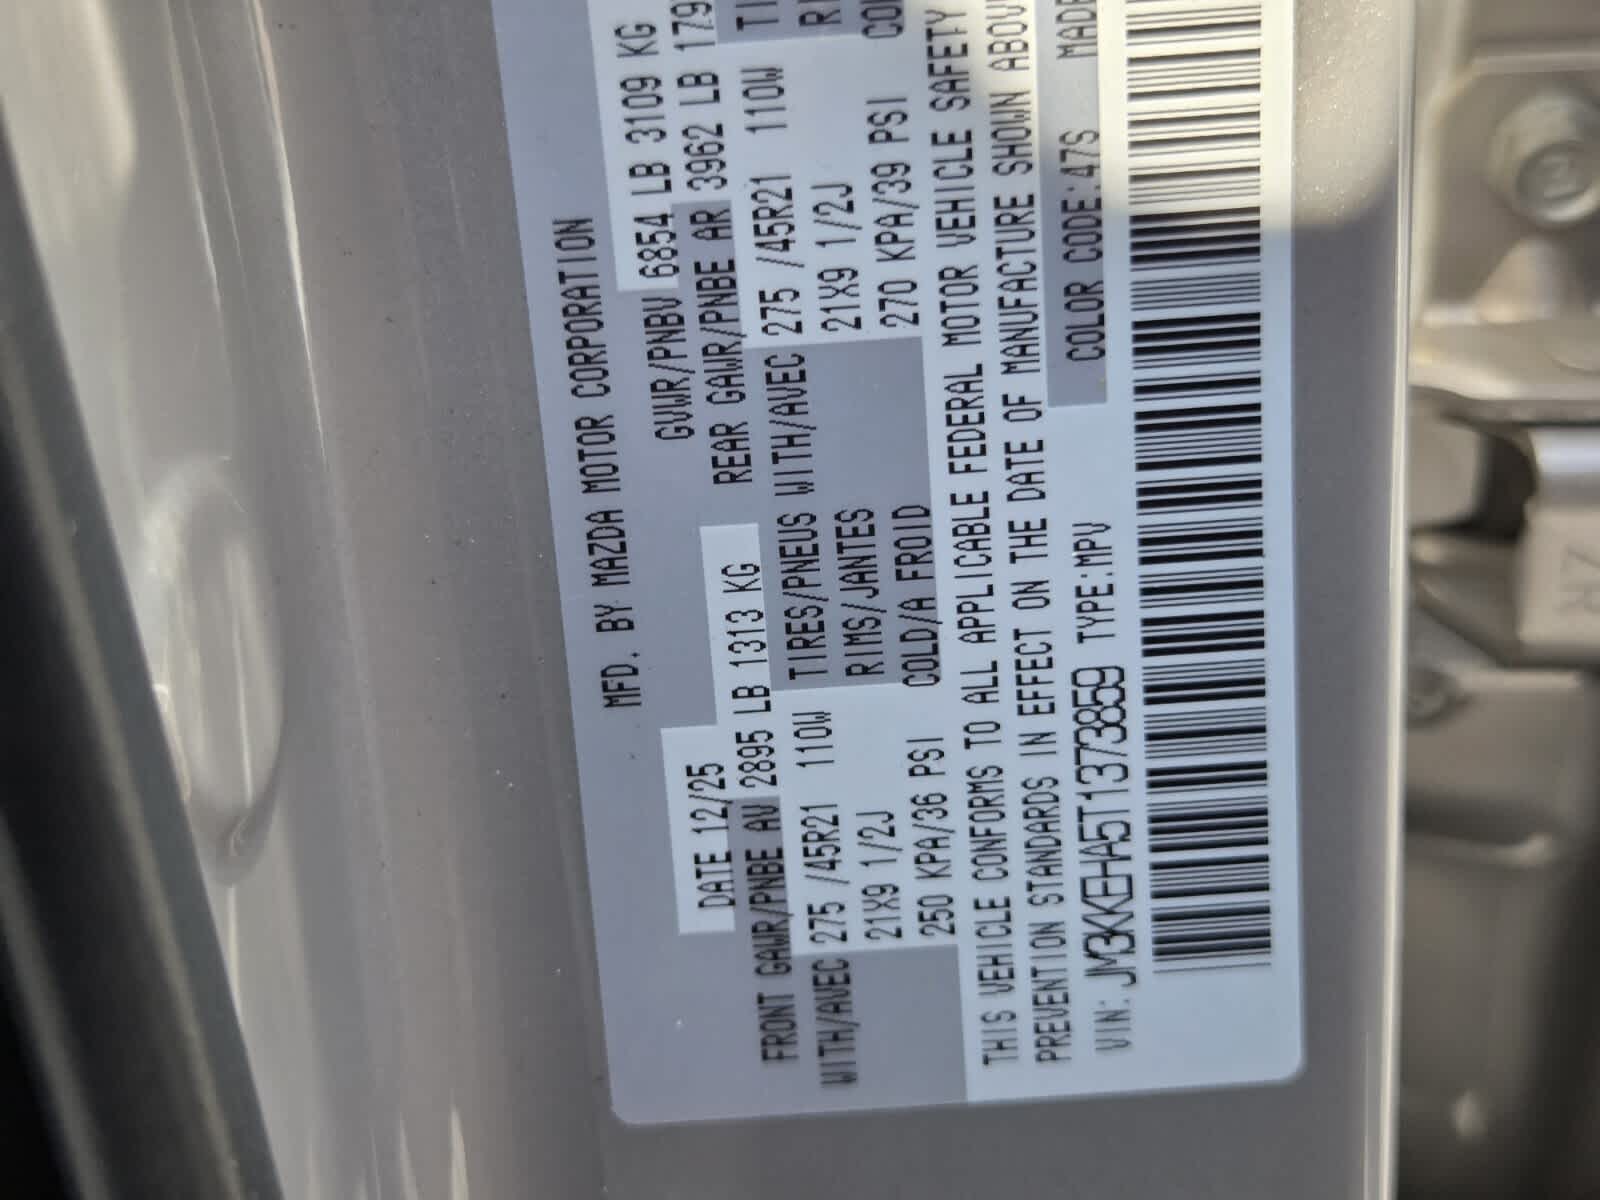 MFD. BY MAZDA MOTOR CORPORATION
DATE 12/25 GVWR/PNBV 6854 LB 3109 KG
FRONT GAWR/PNBE AV 2895 LB 1313 KG REAR GAWR/PNBE AR 3962 LB 179
WITH/AVEC 275 /45R21 110W TIRES/PNEUS WITH/AVEC 275 /45R21 110W
21X9 1/2J RIMS/JANTES 21X9 1/2J
250 KPA/36 PSI COLD/A FROID 270 KPA/39 PSI
THIS VEHICLE CONFORMS TO ALL APPLICABLE FEDERAL MOTOR VEHICLE SAFETY
PREVENTION STANDARDS IN EFFECT ON THE DATE OF MANUFACTURE SHOWN ABOV
VIN: JM3KKEHA5T1373859 TYPE:MPV COLOR CODE:47S MADE